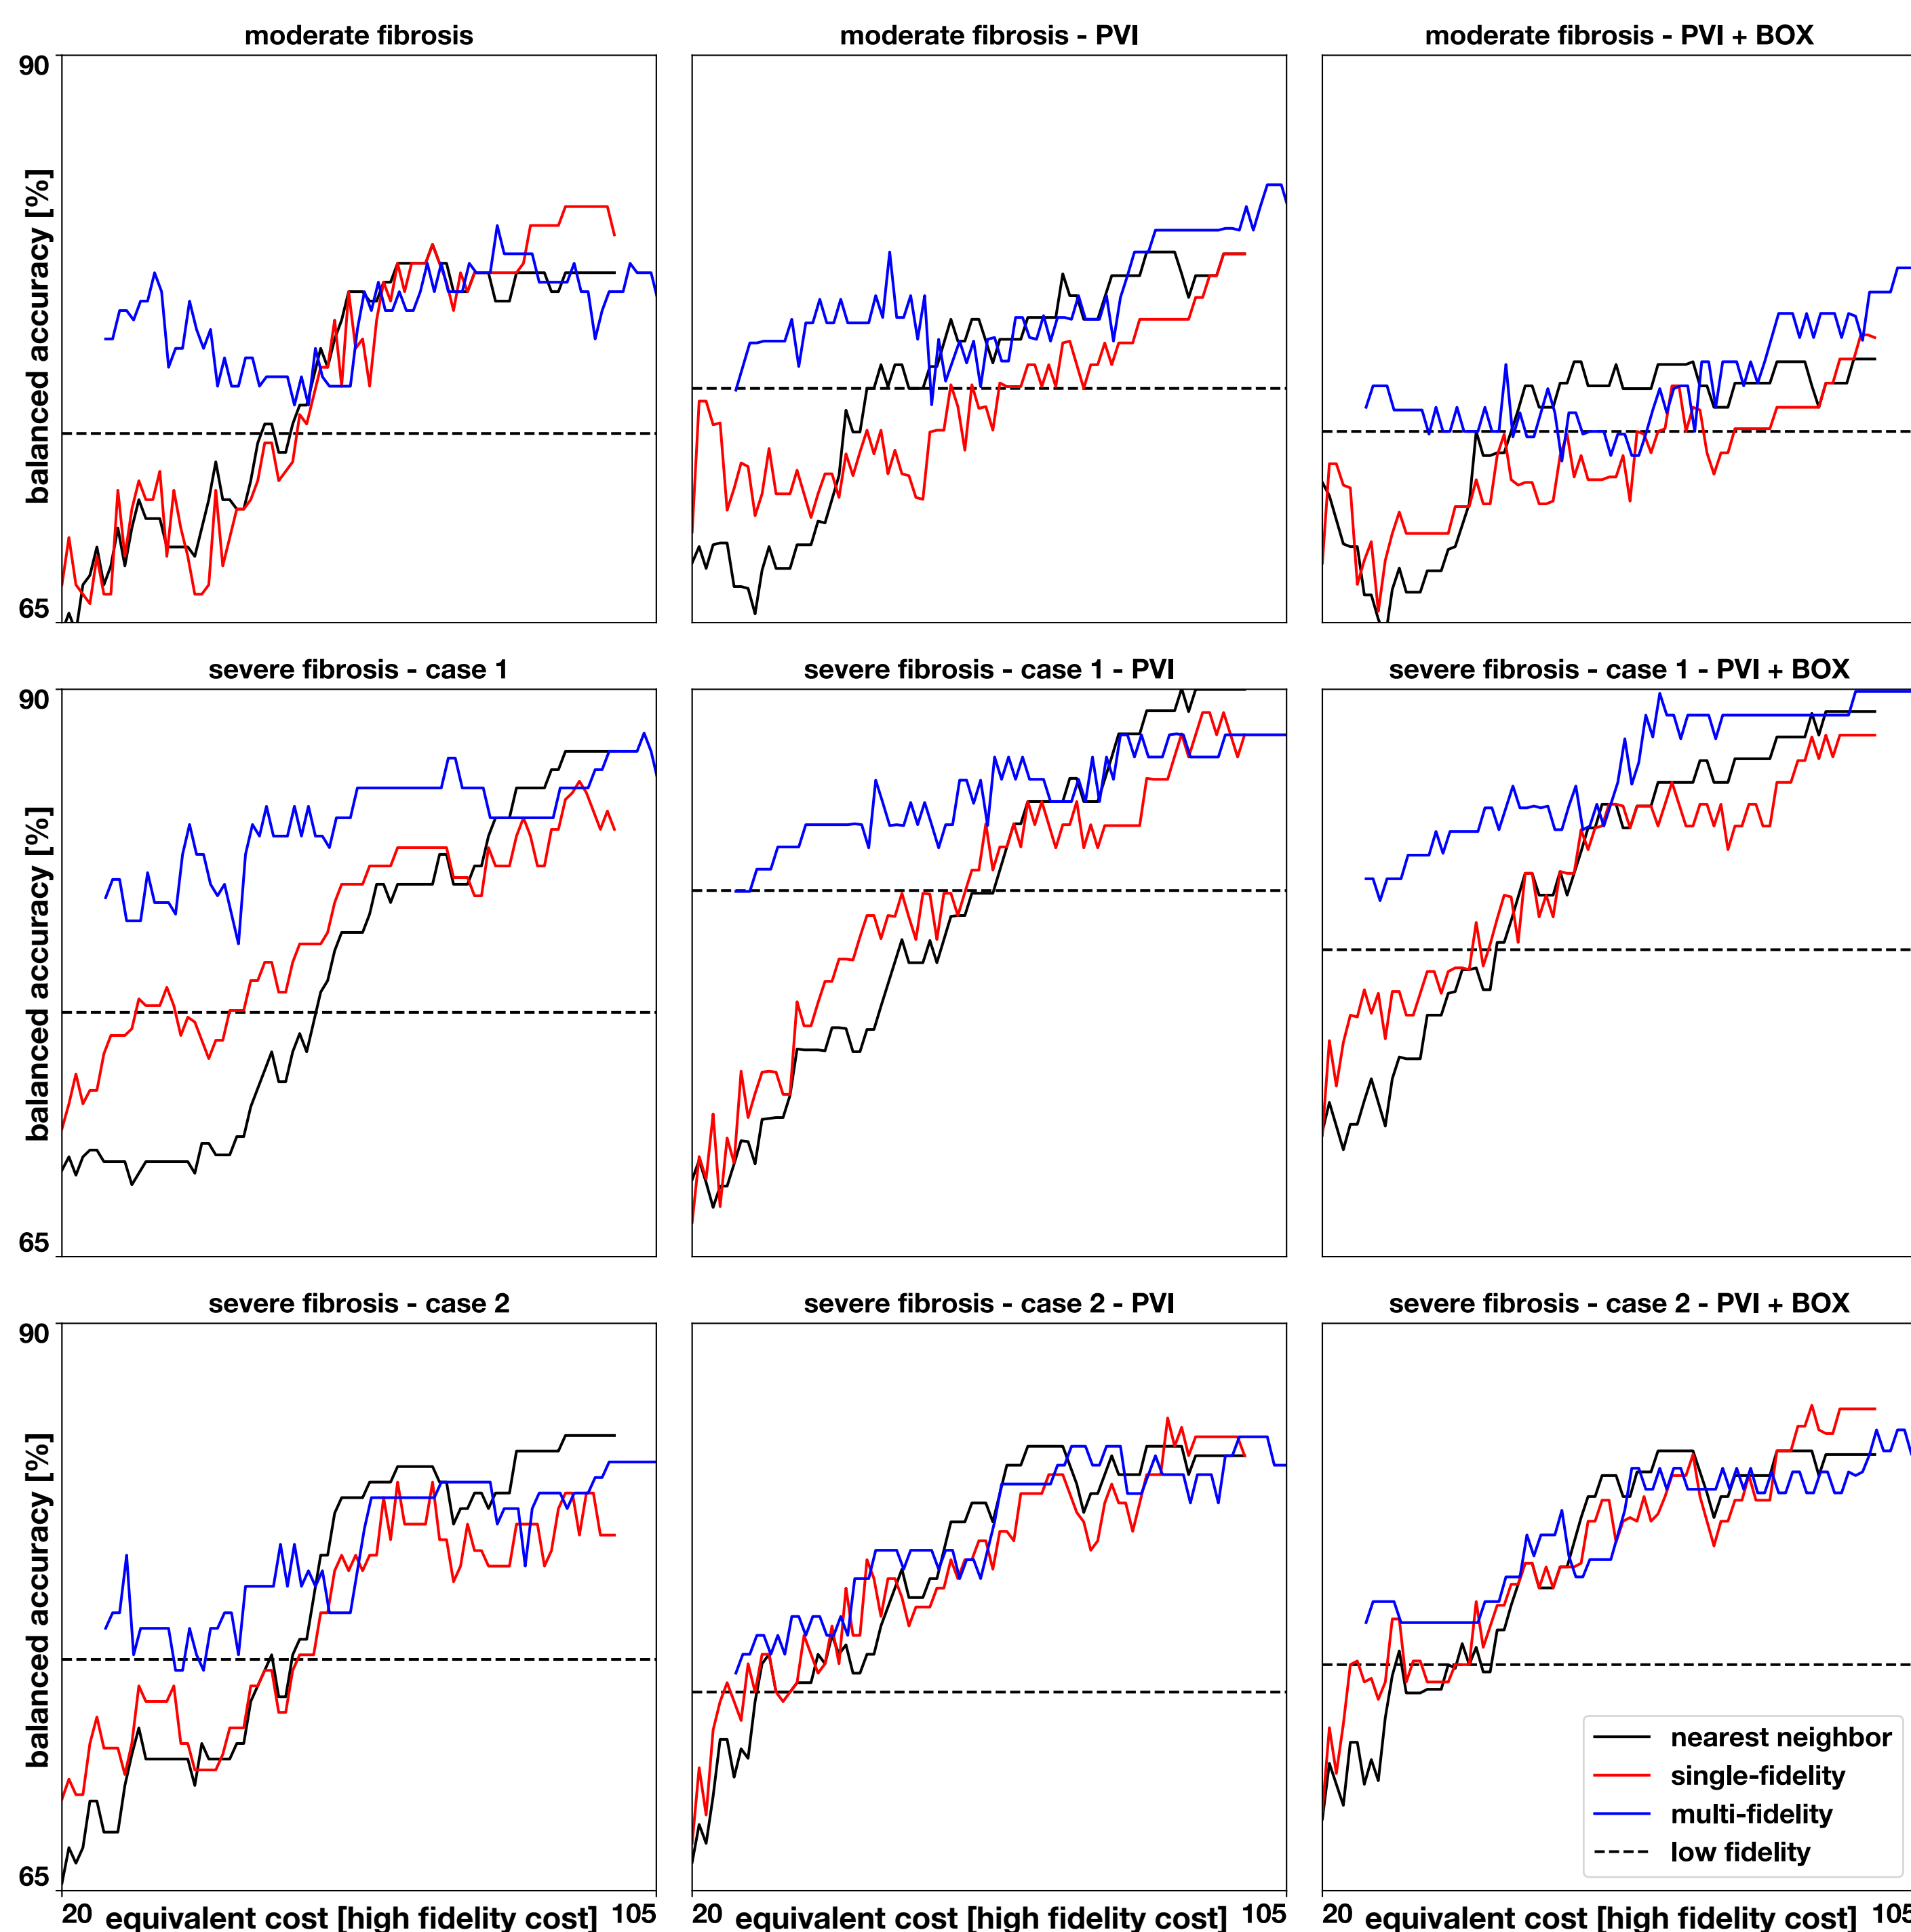 moderate fibrosis
moderate fibrosis - PVI
moderate fibrosis - PVI + BOX
90
balanced accuracy [%]
65
severe fibrosis - case 1
severe fibrosis - case 1 - PVI
severe fibrosis - case 1 - PVI + BOX
90
balanced accuracy [%]
65
severe fibrosis - case 2
severe fibrosis - case 2 - PVI
severe fibrosis - case 2 - PVI + BOX
90
balanced accuracy [%]
65
nearest neighbor
single-fidelity
multi-fidelity
low fidelity
20 equivalent cost [high fidelity cost] 105
20 equivalent cost [high fidelity cost] 105
20 equivalent cost [high fidelity cost] 105